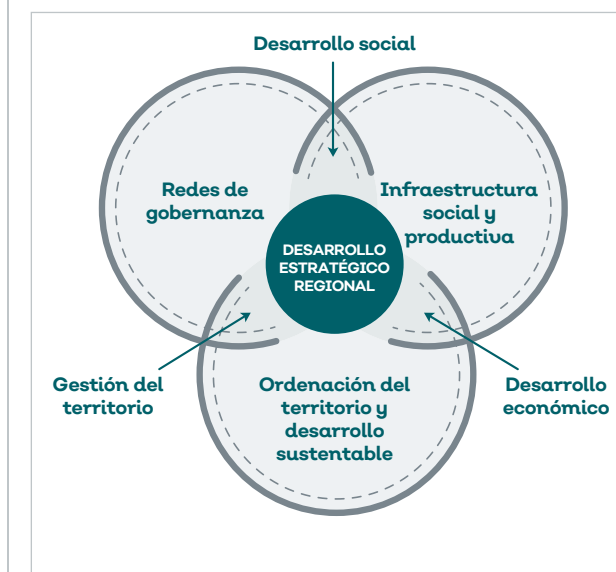 Desarrollo social
Redes de
gobernanza
Infraestructura
social y
productiva
DESARROLLO
ESTRATÉGICO
REGIONAL
Gestión del
territorio
Ordenación del
territorio y
desarrollo
sustentable
Desarrollo
económico